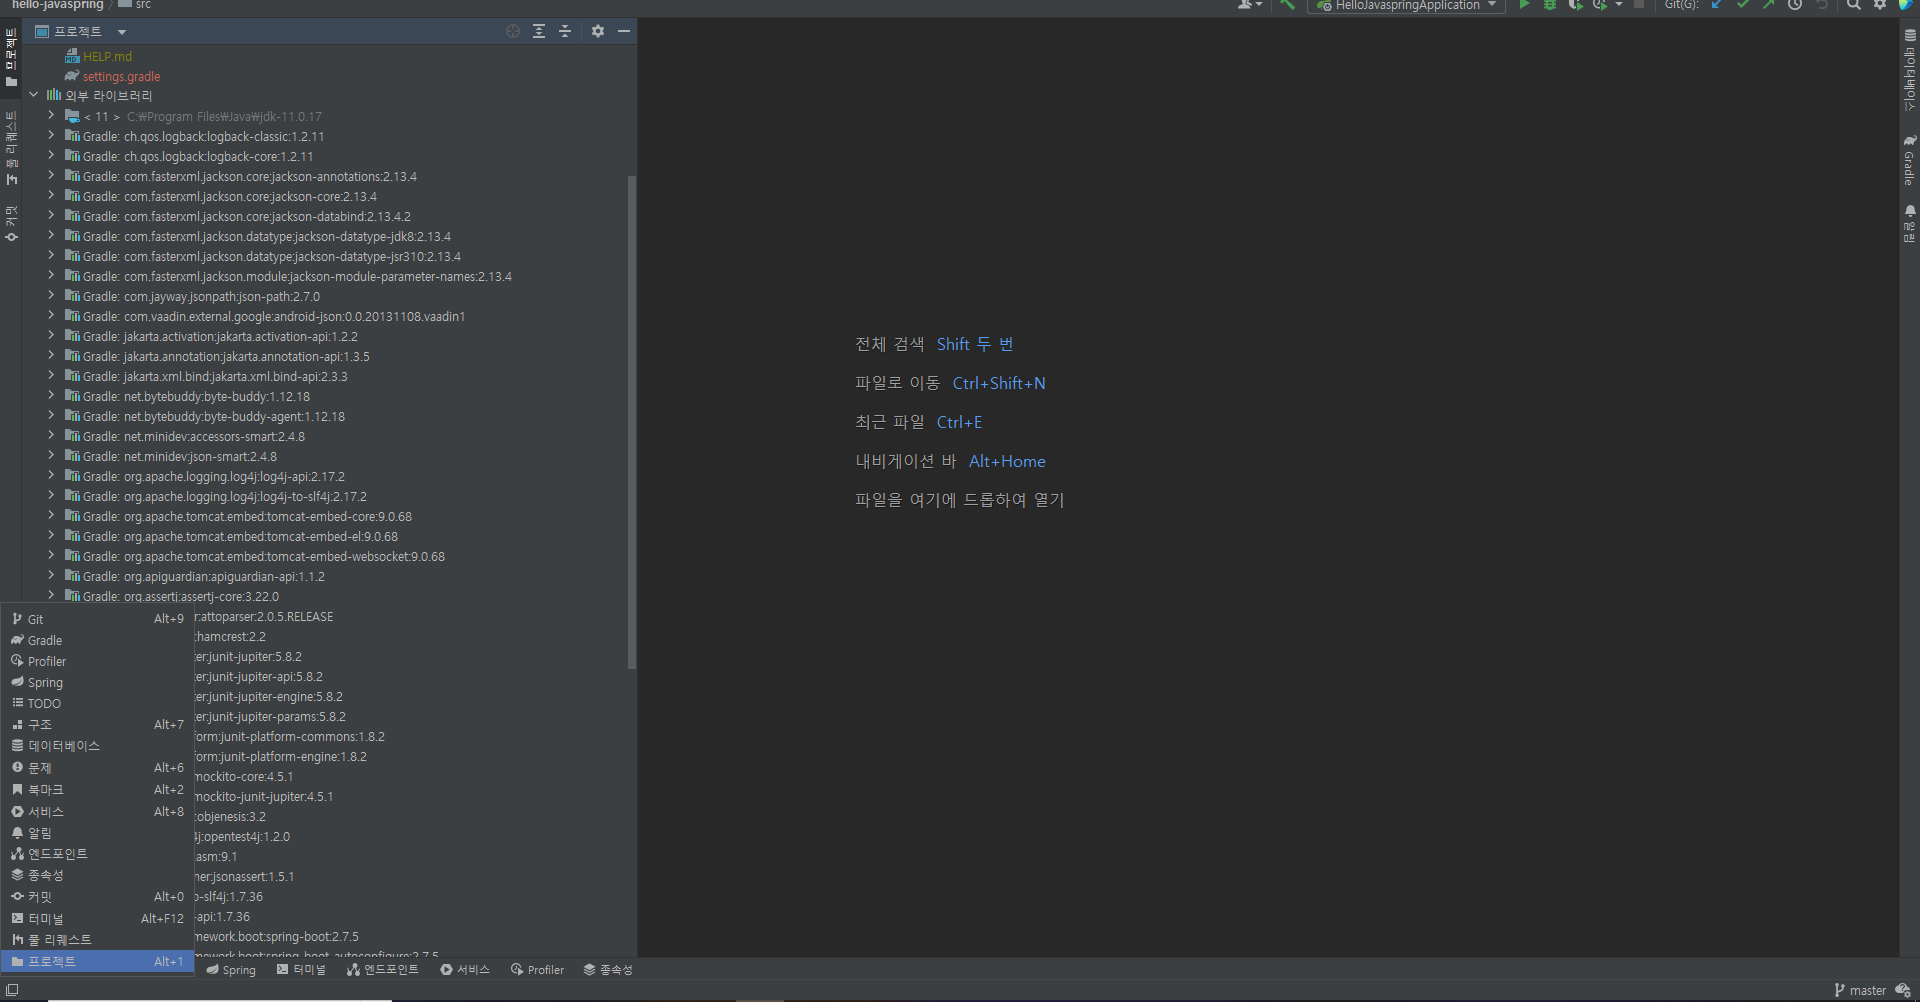 hello-javaspring
src
HelloJavaspringApplication
Git(G):
프로젝트
프로젝트
풀 리퀘스트
커밋
HELP.md
settings.gradle
외부 라이브러리
< 11 > C:￦Program Files￦Java￦jdk-11.0.17
Gradle: ch.qos.logback:logback-classic:1.2.11
Gradle: ch.qos.logback:logback-core:1.2.11
Gradle: com.fasterxml.jackson.core:jackson-annotations:2.13.4
Gradle: com.fasterxml.jackson.core:jackson-core:2.13.4
Gradle: com.fasterxml.jackson.core:jackson-databind:2.13.4.2
Gradle: com.fasterxml.jackson.datatype:jackson-datatype-jdk8:2.13.4
Gradle: com.fasterxml.jackson.datatype:jackson-datatype-jsr310:2.13.4
Gradle: com.fasterxml.jackson.module:jackson-module-parameter-names:2.13.4
Gradle: com.jayway.jsonpath:json-path:2.7.0
Gradle: com.vaadin.external.google:android-json:0.0.20131108.vaadin1
Gradle: jakarta.activation:jakarta.activation-api:1.2.2
Gradle: jakarta.annotation:jakarta.annotation-api:1.3.5
Gradle: jakarta.xml.bind:jakarta.xml.bind-api:2.3.3
Gradle: net.bytebuddy:byte-buddy:1.12.18
Gradle: net.bytebuddy:byte-buddy-agent:1.12.18
Gradle: net.minidev:accessors-smart:2.4.8
Gradle: net.minidev:json-smart:2.4.8
Gradle: org.apache.logging.log4j:log4j-api:2.17.2
Gradle: org.apache.logging.log4j:log4j-to-slf4j:2.17.2
Gradle: org.apache.tomcat.embed:tomcat-embed-core:9.0.68
Gradle: org.apache.tomcat.embed:tomcat-embed-el:9.0.68
Gradle: org.apache.tomcat.embed:tomcat-embed-websocket:9.0.68
Gradle: org.apiguardian:apiguardian-api:1.1.2
Gradle: org.assertj:assertj-core:3.22.0
r:attoparser:2.0.5.RELEASE
:hamcrest:2.2
ter:junit-jupiter:5.8.2
ter:junit-jupiter-api:5.8.2
ter:junit-jupiter-engine:5.8.2
ter:junit-jupiter-params:5.8.2
form:junit-platform-commons:1.8.2
form:junit-platform-engine:1.8.2
mockito-core:4.5.1
mockito-junit-jupiter:4.5.1
:objenesis:3.2
4j:opentest4j:1.2.0
:asm:9.1
ner:jsonassert:1.5.1
o-slf4j:1.7.36
-api:1.7.36
mework.boot:spring-boot:2.7.5
mework.boot:spring-boot-autoconfigure:2.7.5
Git Alt+9
Gradle
Profiler
Spring
TODO
구조 Alt+7
데이터베이스
문제 Alt+6
북마크 Alt+2
서비스 Alt+8
알림
엔드포인트
종속성
커밋 Alt+0
터미널 Alt+F12
풀 리퀘스트
프로젝트 Alt+1
전체 검색 Shift 두 번
파일로 이동 Ctrl+Shift+N
최근 파일 Ctrl+E
내비게이션 바 Alt+Home
파일을 여기에 드롭하여 열기
데이터베이스
Gradle
알림
Spring
터미널
엔드포인트
서비스
Profiler
종속성
master